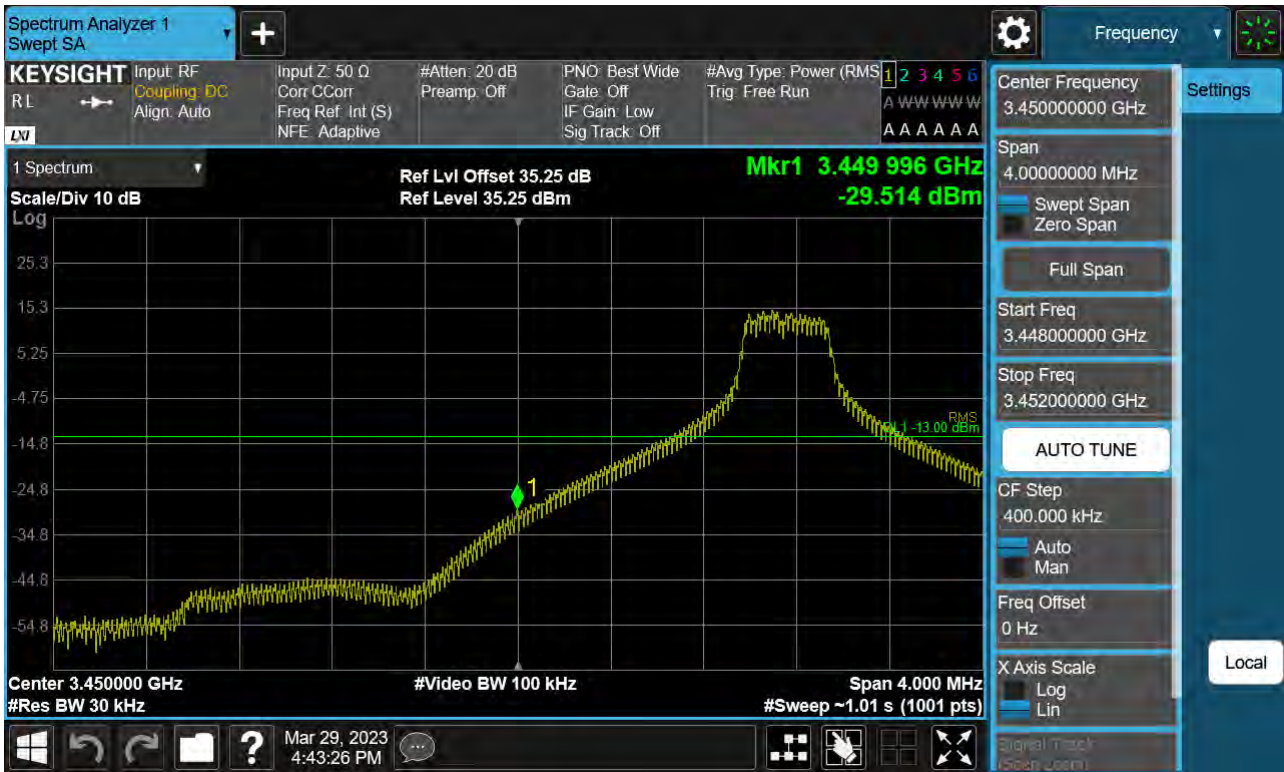 Spectrum Analyzer 1
Swept SA
Frequency
KEYSIGHT
R L
LXI
Input: RF
Coupling: DC
Align: Auto
Input Z: 50 Ω
Corr CCorr
Freq Ref: Int (S)
NFE: Adaptive
#Atten: 20 dB
Preamp: Off
PNO: Best Wide
Gate: Off
IF Gain: Low
Sig Track: Off
#Avg Type: Power (RMS
Trig: Free Run
1 2 3 4 5 6
A W W W W W
A A A A A A
1 Spectrum
Scale/Div 10 dB
Ref Lvl Offset 35.25 dB
Ref Level 35.25 dBm
Mkr1 3.449 996 GHz
-29.514 dBm
Log
25.3
15.3
5.25
-4.75
-14.8
-24.8
-34.8
-44.8
-54.8
1
RMS
DL1 -13.00 dBm
Center 3.450000 GHz
#Video BW 100 kHz
Span 4.000 MHz
#Res BW 30 kHz
#Sweep ~1.01 s (1001 pts)
Center Frequency
3.450000000 GHz
Settings
Span
4.00000000 MHz
Swept Span
Zero Span
Full Span
Start Freq
3.448000000 GHz
Stop Freq
3.452000000 GHz
AUTO TUNE
CF Step
400.000 kHz
Auto
Man
Freq Offset
0 Hz
X Axis Scale
Log
Lin
Local
Signal Track
(Span Zoom)
?
Mar 29, 2023
4:43:26 PM